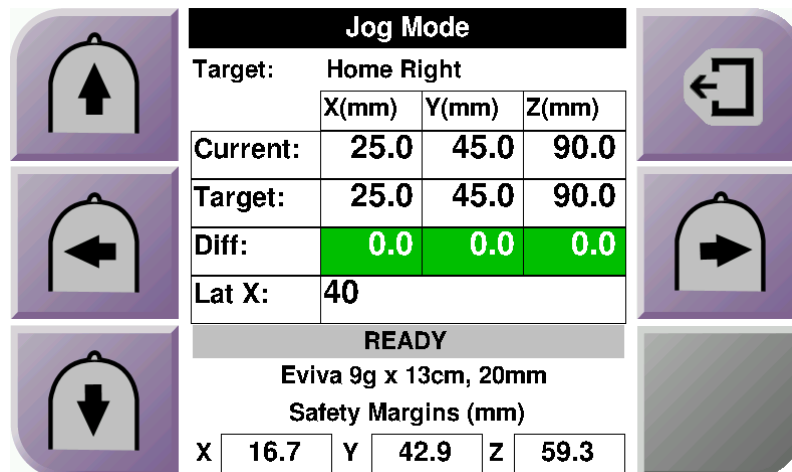 Jog Mode
Target: Home Right
X(mm) Y(mm) Z(mm)
Current: 25.0 45.0 90.0
Target: 25.0 45.0 90.0
Diff: 0.0 0.0 0.0
Lat X: 40
READY
Eviva 9g x 13cm, 20mm
Safety Margins (mm)
X 16.7 Y 42.9 Z 59.3